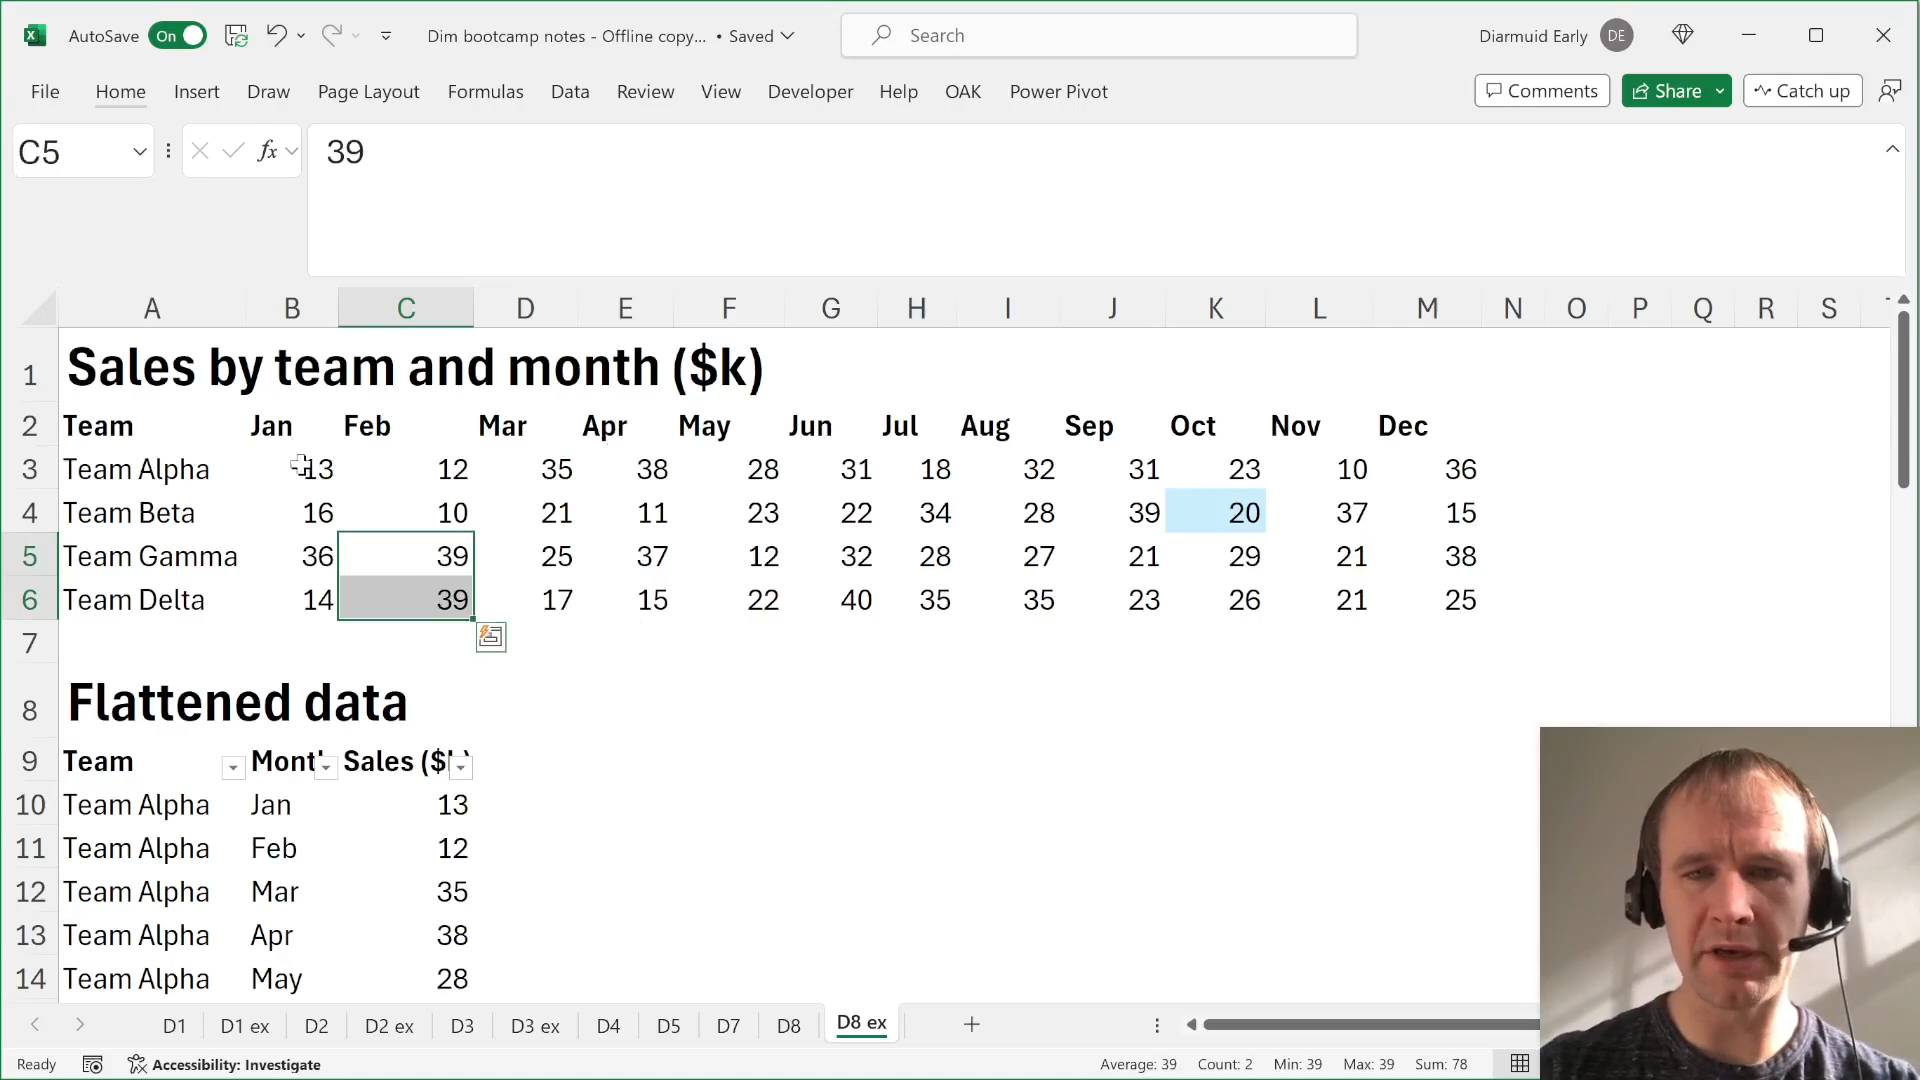 AutoSave On Dim bootcamp notes - Offline copy... • Saved Search Diarmuid Early DE
File Home Insert Draw Page Layout Formulas Data Review View Developer Help OAK Power Pivot Comments Share Catch up
C5 fx 39
A B C D E F G H I J K L M N O P Q R S
1 Sales by team and month ($k)
2 Team Jan Feb Mar Apr May Jun Jul Aug Sep Oct Nov Dec
3 Team Alpha 13 12 35 38 28 31 18 32 31 23 10 36
4 Team Beta 16 10 21 11 23 22 34 28 39 20 37 15
5 Team Gamma 36 39 25 37 12 32 28 27 21 29 21 38
6 Team Delta 14 39 17 15 22 40 35 35 23 26 21 25
7
8 Flattened data
9 Team Sales
10 Team Alpha Jan 13
11 Team Alpha Feb 12
12 Team Alpha Mar 35
13 Team Alpha Apr 38
14 Team Alpha May 28
D1 D1 ex D2 D2 ex D3 D3 ex D4 D5 D7 D8 D8 ex
Ready Accessibility: Investigate Average: 39 Count: 2 Min: 39 Max: 39 Sum: 78